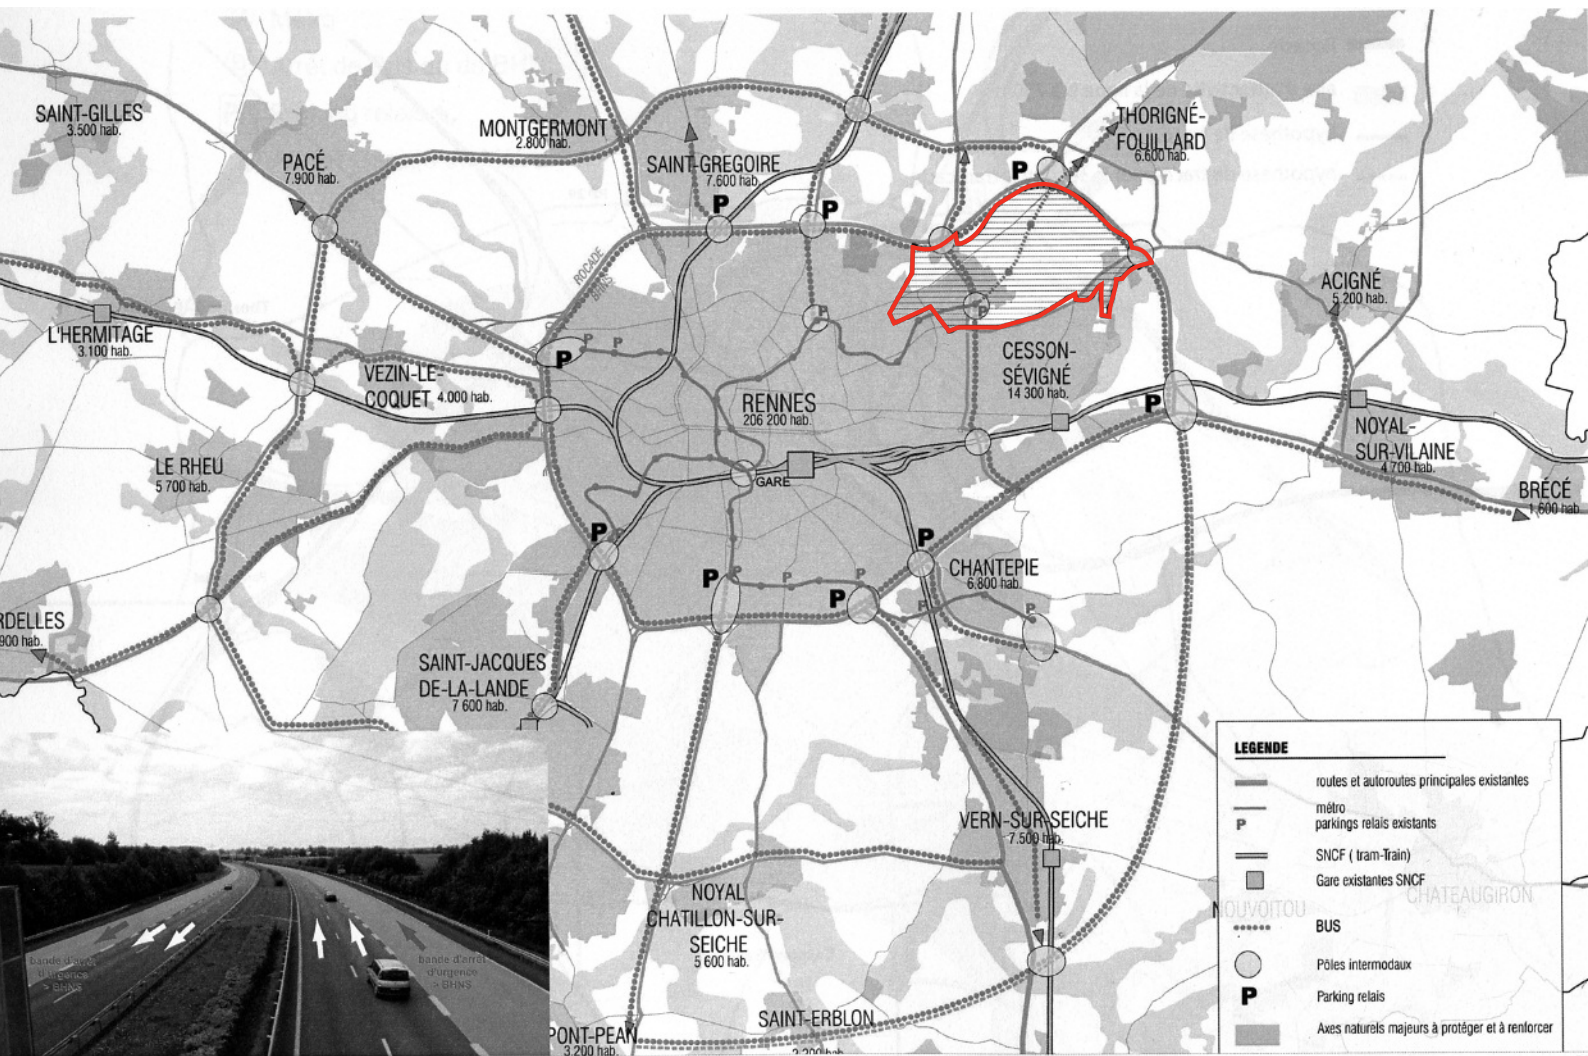 SAINT-GILLES
3.500 hab.
MONTGERMONT
2.800 hab.
THORIGNÉ-
FOUILLARD
6.600 hab.
PACÉ
7.900 hab.
SAINT-GREGOIRE
7.600 hab.
P
P
P
ROCADE
BHNS
ACIGNÉ
5 200 hab.
L'HERMITAGE
3.100 hab.
P
P
P
P
P
CESSON-
SÉVIGNÉ
14 300 hab.
VEZIN-LE-
COQUET 4.000 hab.
RENNES
206 200 hab.
P
NOYAL-
SUR-VILAINE
4 700 hab.
LE RHEU
5 700 hab.
GARE
BRÉCÉ
1.600 hab.
P
P
CHANTEPIE
6.800 hab.
P
P
P
P
P
P
P
RDELLES
900 hab.
SAINT-JACQUES
DE-LA-LANDE
7 600 hab.
VERN-SUR-SEICHE
7.500 hab.
NOYAL
CHATILLON-SUR-
SEICHE
5 600 hab.
SAINT-ERBLON
PONT-PEAN
3.200 hab.
NOUVOITOU
CHATEAUGIRON
LEGENDE
routes et autoroutes principales existantes
métro
P parkings relais existants
SNCF ( tram-Train)
Gare existantes SNCF
BUS
Pôles intermodaux
P Parking relais
Axes naturels majeurs à protéger et à renforcer
bande d'arrêt
d'urgence
> BHNS
bande d'arrêt
d'urgence
> BHNS